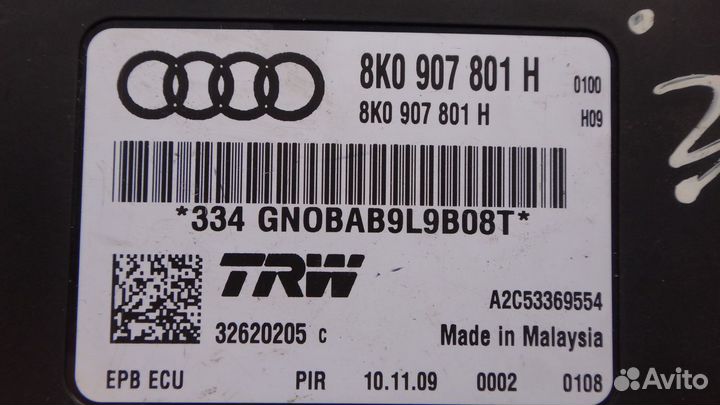 8K0 907 801 H 0100
8K0 907 801 H H09
*334 GNOBAB9L9B08T*
TRW
A2C53369554
32620205 C Made in Malaysia
EPB ECU PIR 10.11.09 0002 0108
Avito